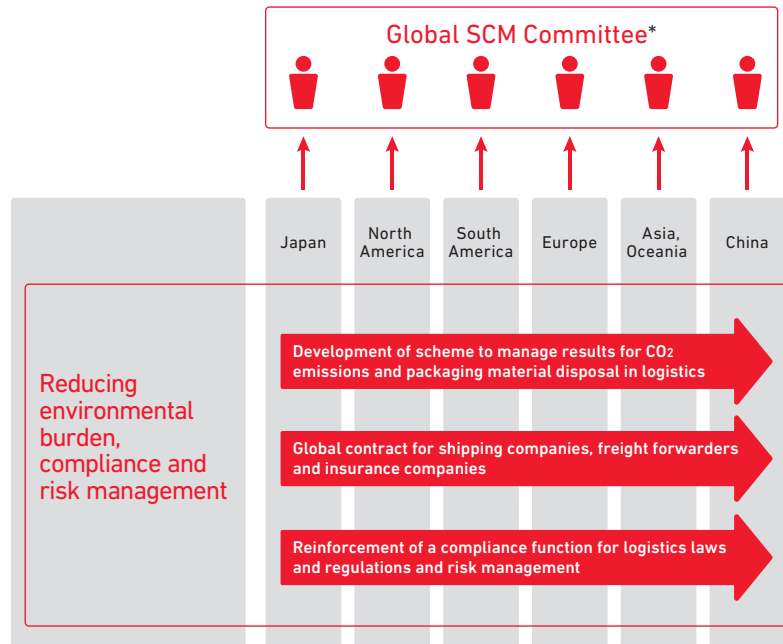 Global SCM Committee*
Japan
North
America
South
America
Europe
Asia,
Oceania
China
Reducing
environmental
burden,
compliance and
risk management
Development of scheme to manage results for CO2
emissions and packaging material disposal in logistics
Global contract for shipping companies, freight forwarders
and insurance companies
Reinforcement of a compliance function for logistics laws
and regulations and risk management